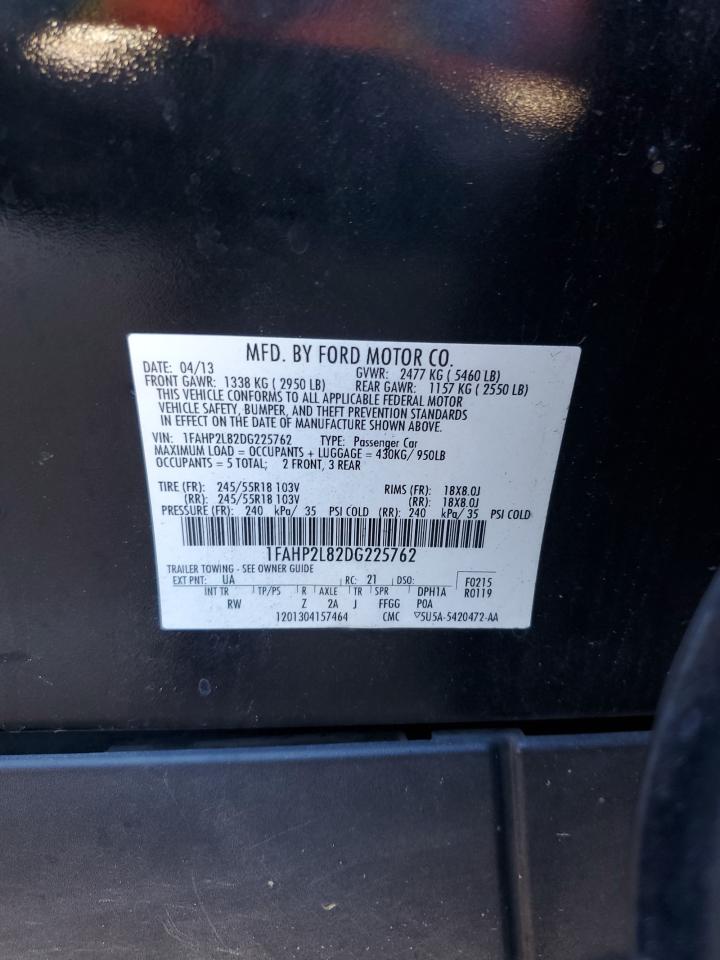 MFD. BY FORD MOTOR CO.
DATE: 04/13 GVWR: 2477 KG ( 5460 LB)
FRONT GAWR: 1338 KG ( 2950 LB) REAR GAWR: 1157 KG ( 2550 LB)
THIS VEHICLE CONFORMS TO ALL APPLICABLE FEDERAL MOTOR
VEHICLE SAFETY, BUMPER, AND THEFT PREVENTION STANDARDS
IN EFFECT ON THE DATE OF MANUFACTURE SHOWN ABOVE.
VIN: 1FAHP2L82DG225762 TYPE: Passenger Car
MAXIMUM LOAD = OCCUPANTS + LUGGAGE = 430KG/ 950LB
OCCUPANTS = 5 TOTAL; 2 FRONT, 3 REAR
TIRE (FR): 245/55R18 103V RIMS (FR): 18X8.0J
(RR): 245/55R18 103V (RR): 18X8.0J
PRESSURE (FR): 240 kPa/ 35 PSI COLD (RR): 240 kPa/ 35 PSI COLD
1FAHP2L82DG225762
TRAILER TOWING - SEE OWNER GUIDE
EXT PNT: UA RC: 21 DSO: F0215
INT TR TP/PS R AXLE TR SPR DPH1A R0119
RW Z 2A J FFGG P0A
1201304157464 CMC ▽5U5A-5420472-AA